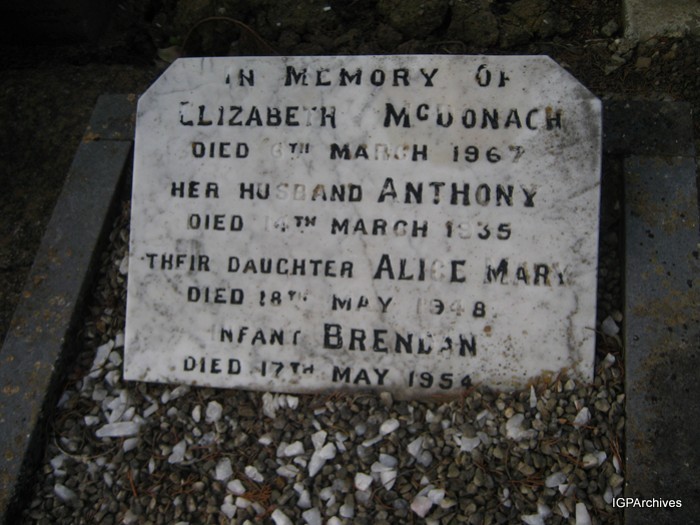 IN MEMORY OF
ELIZABETH McDONAGH
DIED 6TH MARCH 1967
HER HUSBAND ANTHONY
DIED 14TH MARCH 1935
THEIR DAUGHTER ALICE MARY
DIED 18TH MAY 1948
INFANT BRENDAN
DIED 17TH MAY 1954
IGPArchives